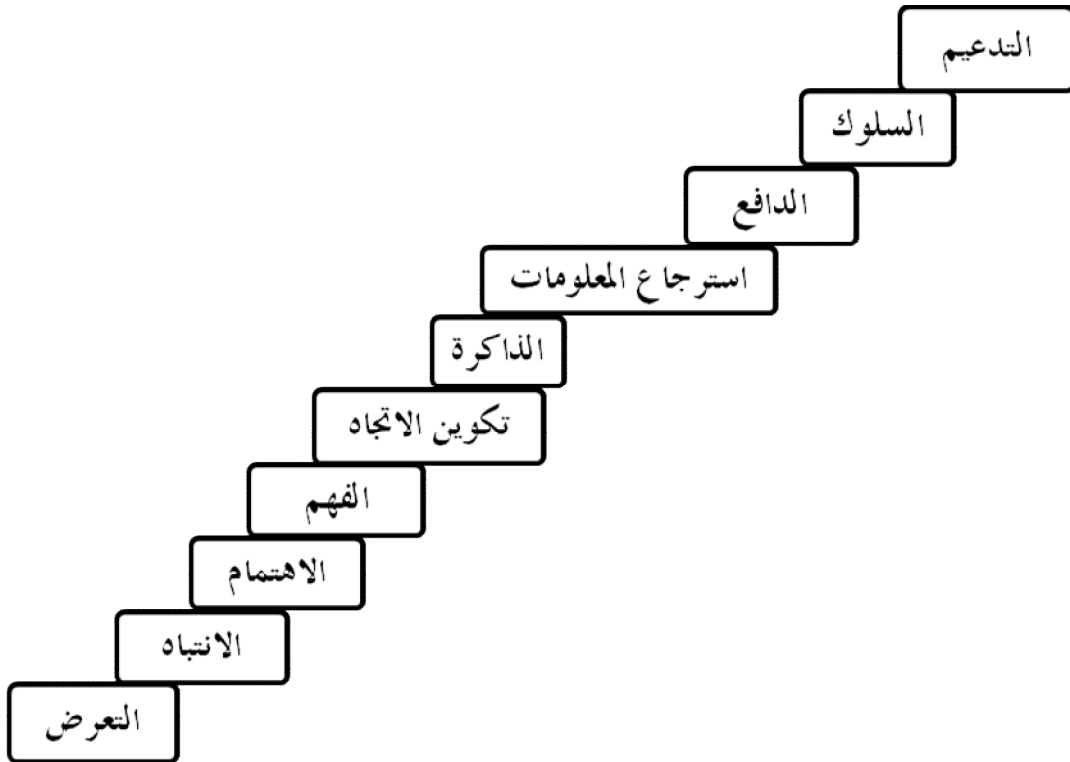 التدعيم
السلوك
الدافع
استرجاع المعلومات
الذاكرة
تكوين الاتجاه
الفهم
الاهتمام
الانتباه
التعرض